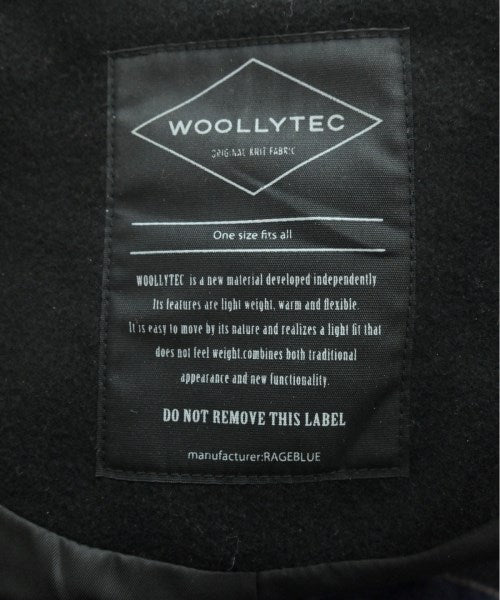 WOOLLYTEC
ORIGINAL KNIT FABRIC
One size fits all
WOOLLYTEC is a new material developed independently
Its features are light weight, warm and flexible.
It is easy to move by its nature and realizes a light fit that
does not feel weight.combines both traditional
appearance and new functionality.
DO NOT REMOVE THIS LABEL
manufacturer:RAGEBLUE